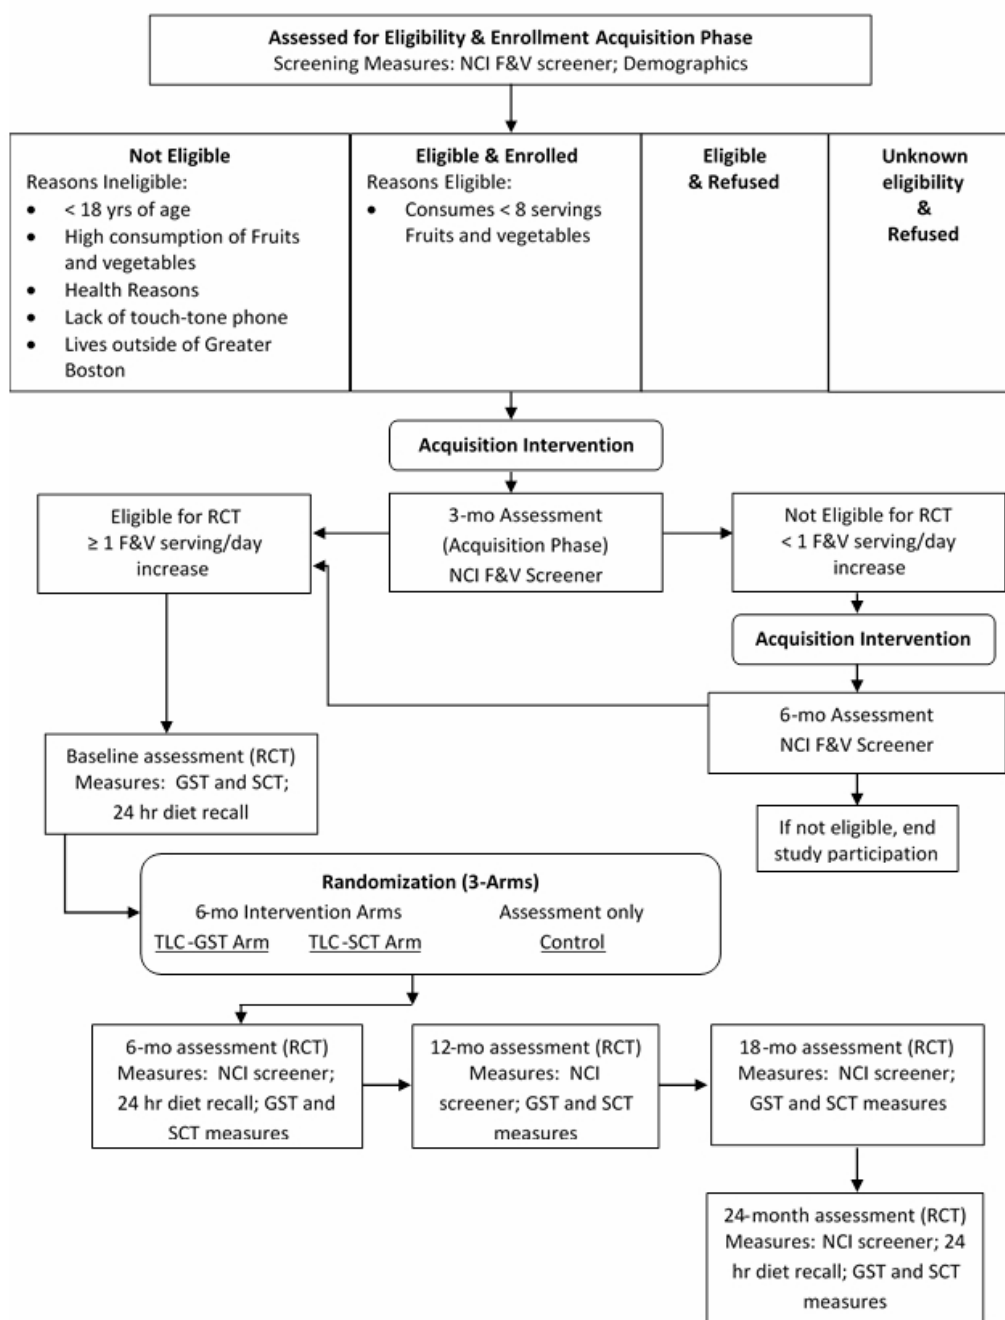 Assessed for Eligibility & Enrollment Acquisition Phase
Screening Measures: NCI F&V screener; Demographics
Not Eligible
Reasons Ineligible:
• < 18 yrs of age
• High consumption of Fruits
and vegetables
• Health Reasons
• Lack of touch-tone phone
• Lives outside of Greater
Boston
Eligible & Enrolled
Reasons Eligible:
• Consumes < 8 servings
Fruits and vegetables
Eligible
& Refused
Unknown
eligibility
&
Refused
Acquisition Intervention
Eligible for RCT
≥ 1 F&V serving/day
increase
3-mo Assessment
(Acquisition Phase)
NCI F&V Screener
Not Eligible for RCT
< 1 F&V serving/day
increase
Acquisition Intervention
6-mo Assessment
NCI F&V Screener
If not eligible, end
study participation
Baseline assessment (RCT)
Measures: GST and SCT;
24 hr diet recall
Randomization (3-Arms)
6-mo Intervention Arms Assessment only
TLC-GST Arm TLC-SCT Arm Control
6-mo assessment (RCT)
Measures: NCI screener;
24 hr diet recall; GST and
SCT measures
12-mo assessment (RCT)
Measures: NCI
screener; GST and SCT
measures
18-mo assessment (RCT)
Measures: NCI screener;
GST and SCT measures
24-month assessment (RCT)
Measures: NCI screener; 24
hr diet recall; GST and SCT
measures